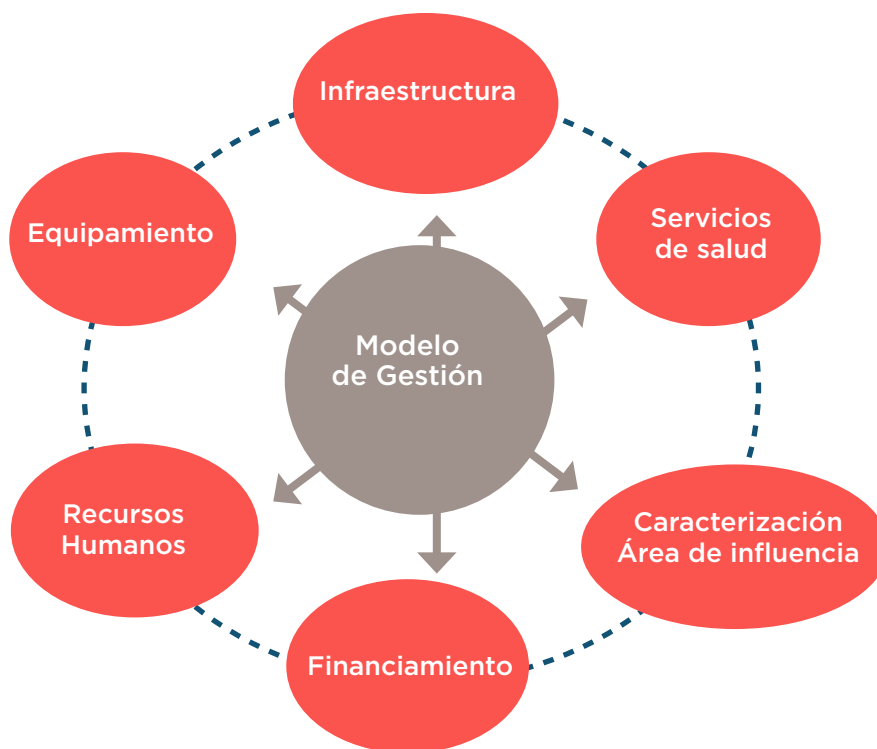 Infraestructura
Servicios
de salud
Equipamiento
Modelo
de Gestión
Recursos
Humanos
Caracterización
Área de influencia
Financiamiento